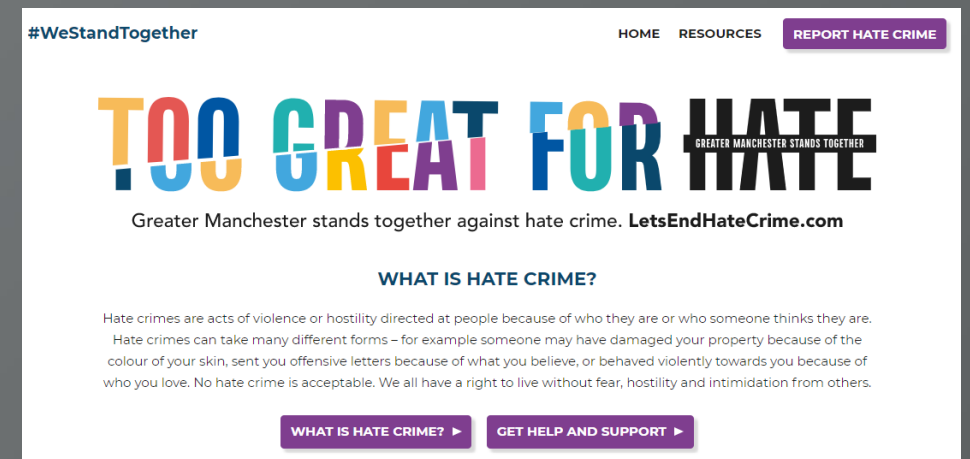 #WeStandTogether
HOME RESOURCES REPORT HATE CRIME
TOO GREAT FOR HATE
GREATER MANCHESTER STANDS TOGETHER
Greater Manchester stands together against hate crime. LetsEndHateCrime.com
WHAT IS HATE CRIME?
Hate crimes are acts of violence or hostility directed at people because of who they are or who someone thinks they are.
Hate crimes can take many different forms – for example someone may have damaged your property because of the
colour of your skin, sent you offensive letters because of what you believe, or behaved violently towards you because of
who you love. No hate crime is acceptable. We all have a right to live without fear, hostility and intimidation from others.
WHAT IS HATE CRIME? ► GET HELP AND SUPPORT ►